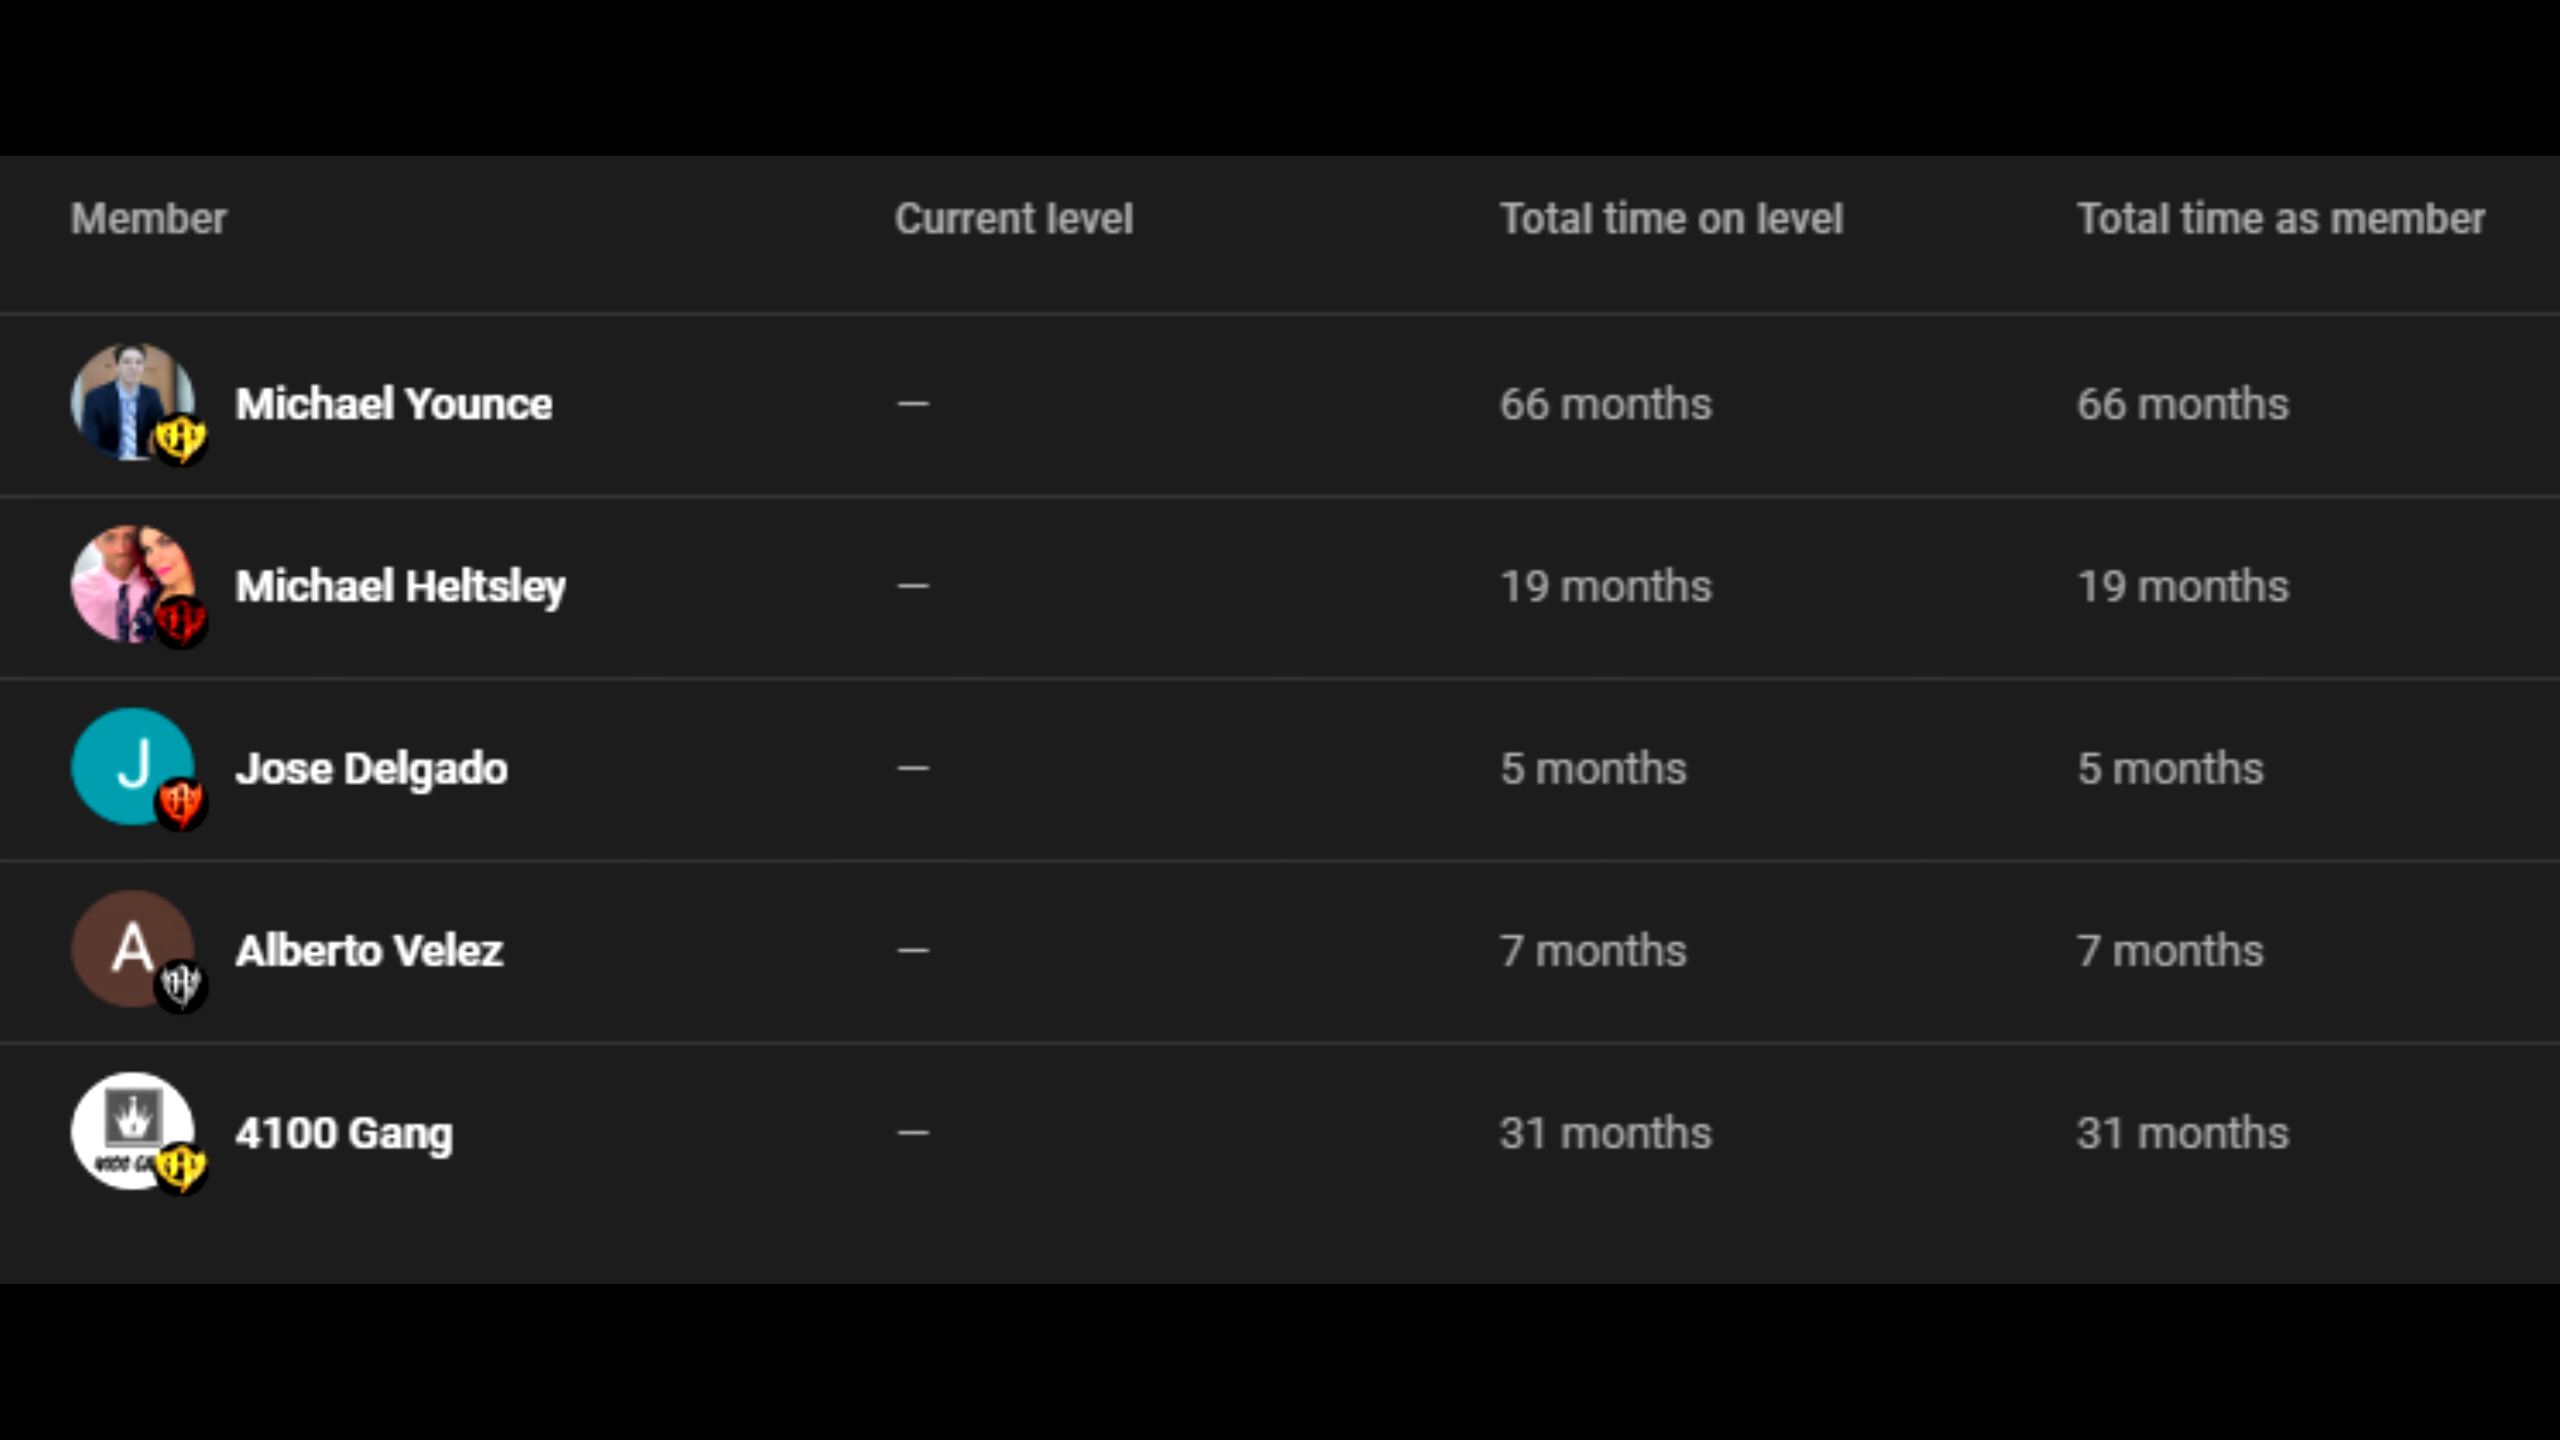 Member Current level Total time on level Total time as member
Michael Younce — 66 months 66 months
Michael Heltsley — 19 months 19 months
J Jose Delgado — 5 months 5 months
A Alberto Velez — 7 months 7 months
4100 Gang — 31 months 31 months